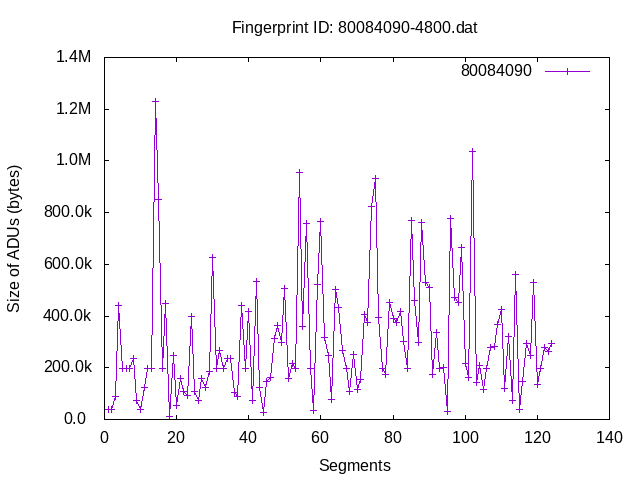 Fingerprint ID: 80084090-4800.dat
80084090
1.4M
1.2M
1.0M
800.0k
600.0k
400.0k
200.0k
0.0
0 20 40 60 80 100 120 140
Size of ADUs (bytes)
Segments